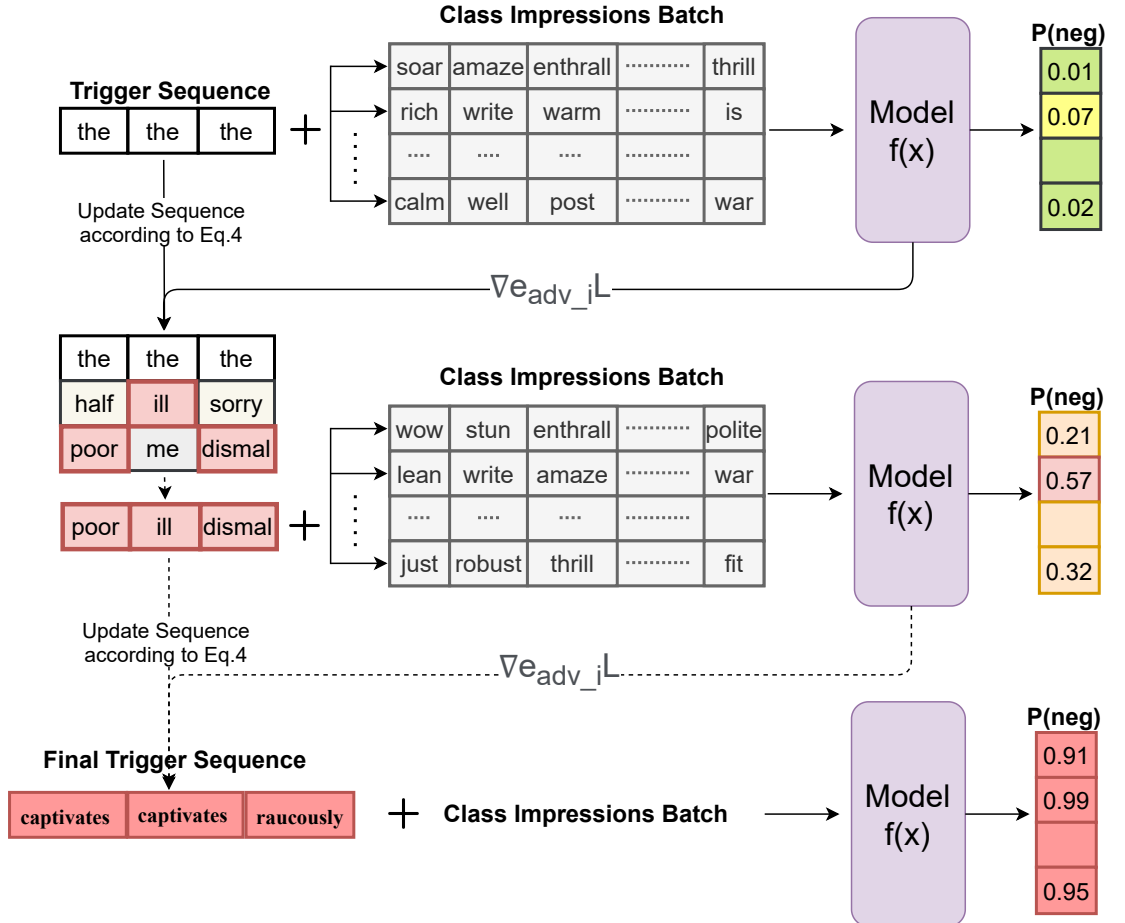 Class Impressions Batch
P(neg)
Trigger Sequence
the the the
+
soar amaze enthrall ........... thrill
rich write warm ........... is
.... .... .... ...........
calm well post ........... war
Model
f(x)
0.01
0.07
0.02
Update Sequence
according to Eq.4
∇e_adv_i L
the the the
half ill sorry
poor me dismal
poor ill dismal
+
Class Impressions Batch
wow stun enthrall ........... polite
lean write amaze ........... war
.... .... .... ...........
just robust thrill ........... fit
Model
f(x)
P(neg)
0.21
0.57
0.32
Update Sequence
according to Eq.4
∇e_adv_i L
Final Trigger Sequence
captivates captivates raucously
+
Class Impressions Batch
Model
f(x)
P(neg)
0.91
0.99
0.95